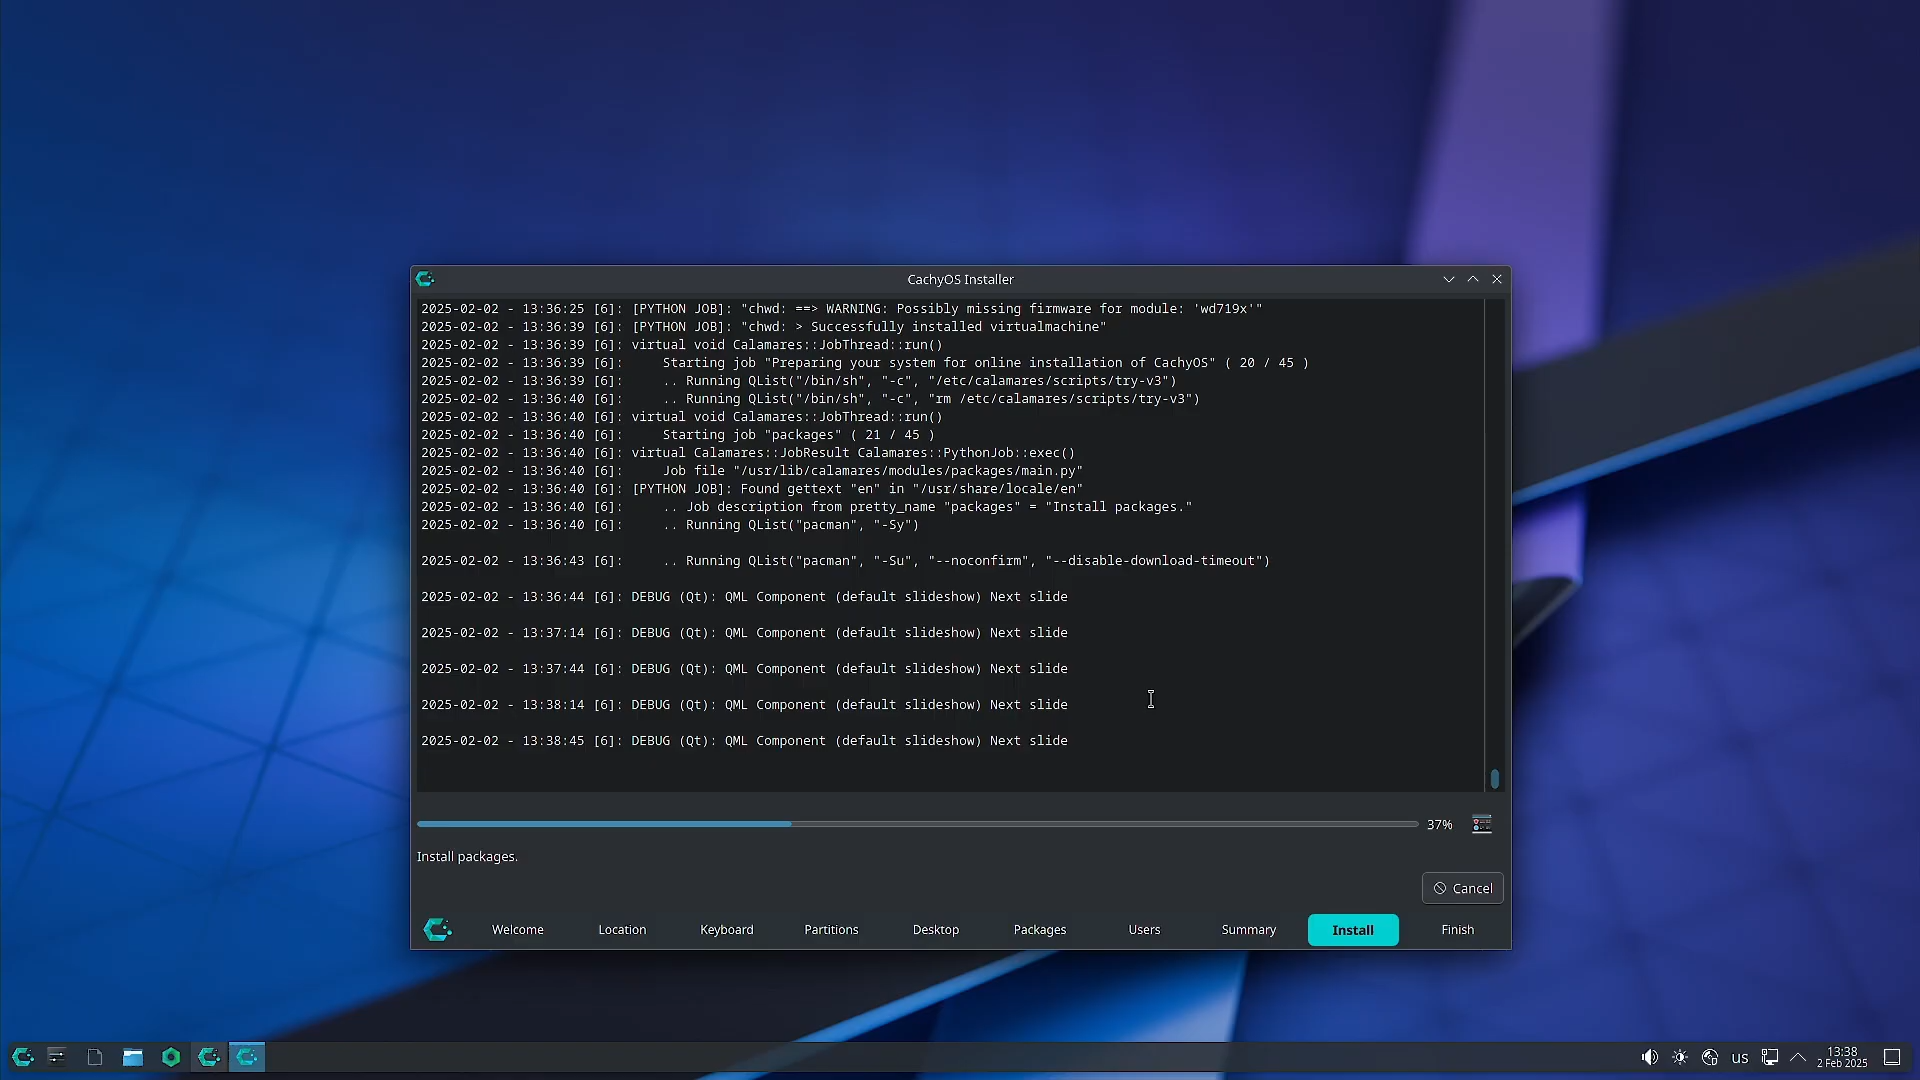 CachyOS Installer
2025-02-02 - 13:36:25 [6]: [PYTHON JOB]: "chwd: ==> WARNING: Possibly missing firmware for module: 'wd719x'"
2025-02-02 - 13:36:39 [6]: [PYTHON JOB]: "chwd: > Successfully installed virtualmachine"
2025-02-02 - 13:36:39 [6]: virtual void Calamares::JobThread::run()
2025-02-02 - 13:36:39 [6]:     Starting job "Preparing your system for online installation of CachyOS" ( 20 / 45 )
2025-02-02 - 13:36:39 [6]:     .. Running QList("/bin/sh", "-c", "/etc/calamares/scripts/try-v3")
2025-02-02 - 13:36:40 [6]:     .. Running QList("/bin/sh", "-c", "rm /etc/calamares/scripts/try-v3")
2025-02-02 - 13:36:40 [6]: virtual void Calamares::JobThread::run()
2025-02-02 - 13:36:40 [6]:     Starting job "packages" ( 21 / 45 )
2025-02-02 - 13:36:40 [6]: virtual Calamares::JobResult Calamares::PythonJob::exec()
2025-02-02 - 13:36:40 [6]:     Job file "/usr/lib/calamares/modules/packages/main.py"
2025-02-02 - 13:36:40 [6]: [PYTHON JOB]: Found gettext "en" in "/usr/share/locale/en"
2025-02-02 - 13:36:40 [6]:     .. Job description from pretty_name "packages" = "Install packages."
2025-02-02 - 13:36:40 [6]:     .. Running QList("pacman", "-Sy")
2025-02-02 - 13:36:43 [6]:     .. Running QList("pacman", "-Su", "--noconfirm", "--disable-download-timeout")
2025-02-02 - 13:36:44 [6]: DEBUG (Qt): QML Component (default slideshow) Next slide
2025-02-02 - 13:37:14 [6]: DEBUG (Qt): QML Component (default slideshow) Next slide
2025-02-02 - 13:37:44 [6]: DEBUG (Qt): QML Component (default slideshow) Next slide
2025-02-02 - 13:38:14 [6]: DEBUG (Qt): QML Component (default slideshow) Next slide
2025-02-02 - 13:38:45 [6]: DEBUG (Qt): QML Component (default slideshow) Next slide
37%
Install packages.
Cancel
Welcome Location Keyboard Partitions Desktop Packages Users Summary Install Finish
us
13:38
2 Feb 2025